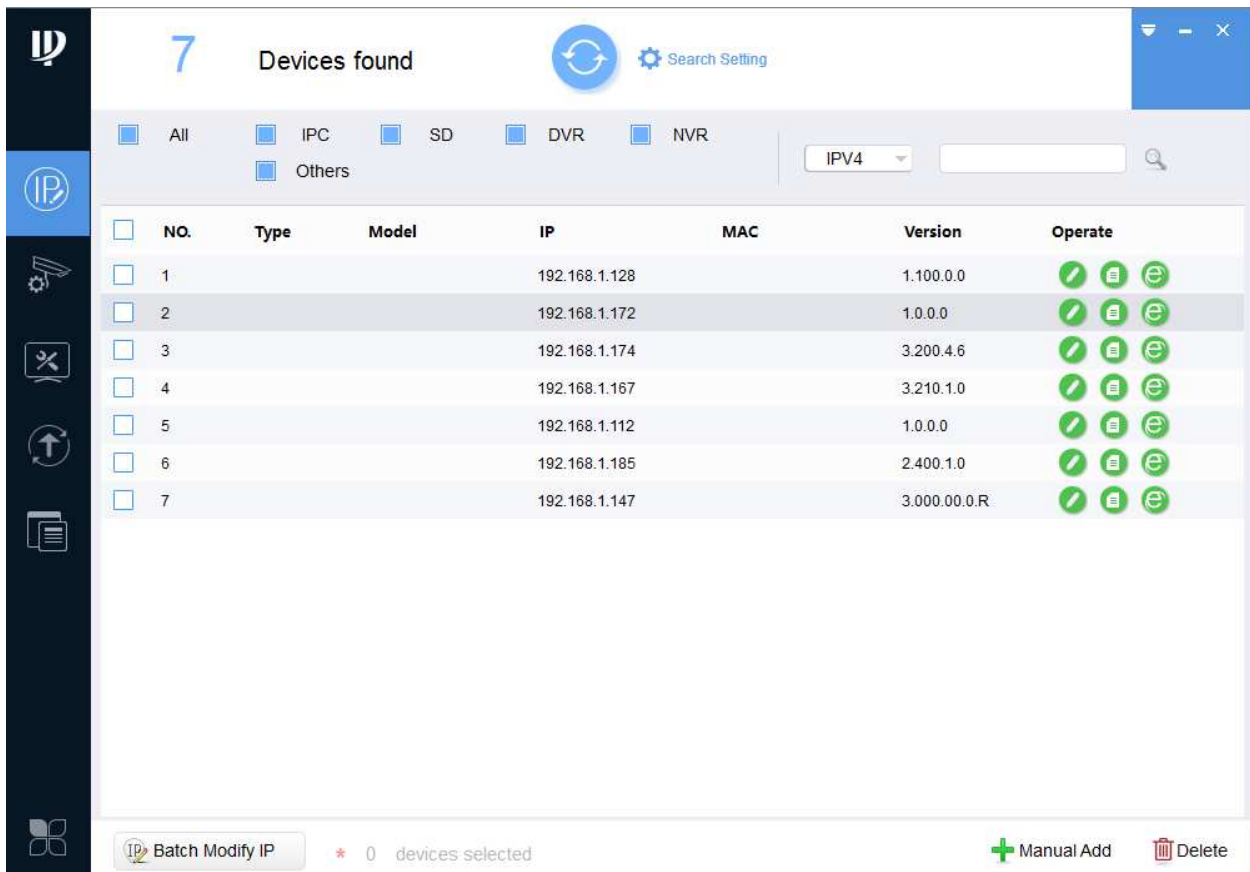 7 Devices found Search Setting
All IPC SD DVR NVR
Others
IPV4
IP
NO. Type Model IP MAC Version Operate
1 192.168.1.128 1.100.0.0
2 192.168.1.172 1.0.0.0
3 192.168.1.174 3.200.4.6
4 192.168.1.167 3.210.1.0
5 192.168.1.112 1.0.0.0
6 192.168.1.185 2.400.1.0
7 192.168.1.147 3.000.00.0.R
IP Batch Modify IP * 0 devices selected Manual Add Delete